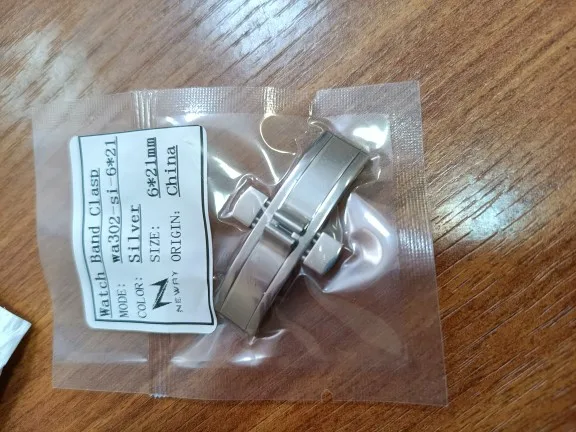 Watch Band Clasp
MODE: wa302-si-6*21
COLOR: Silver
SIZE: 6*21mm
NEWRY ORIGIN: China